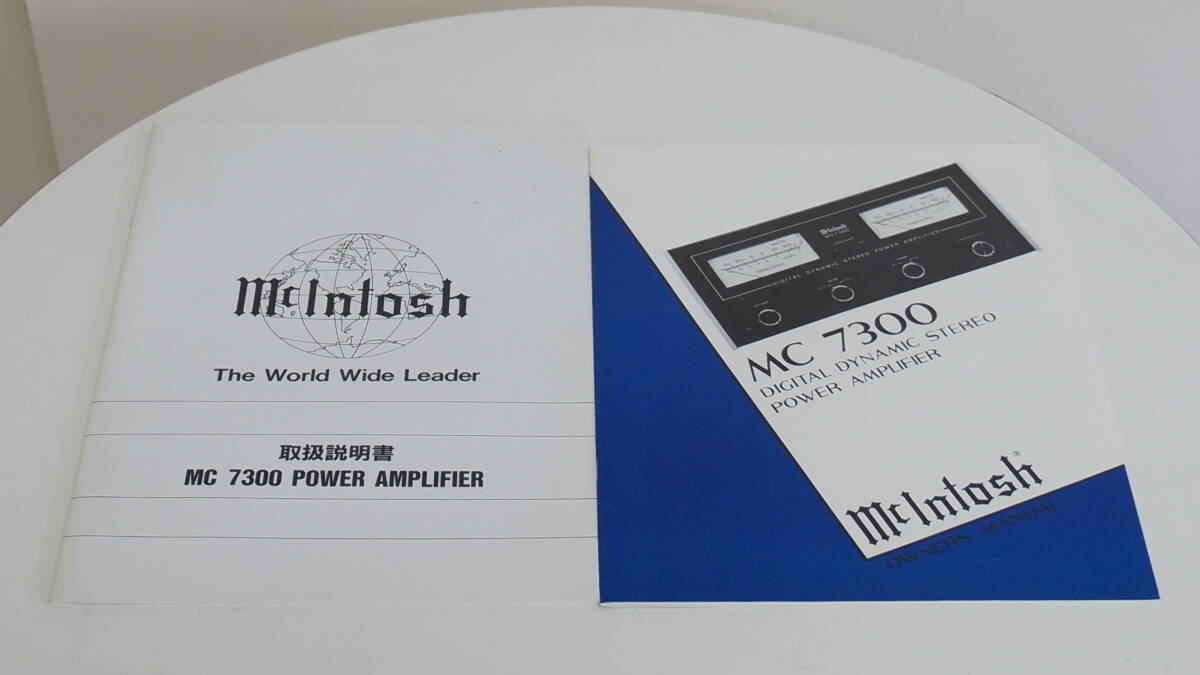 McIntosh
The World Wide Leader
取扱説明書
MC 7300 POWER AMPLIFIER
McIntosh
MC 7300
DIGITAL DYNAMIC STEREO POWER AMPLIFIER
MC 7300
DIGITAL DYNAMIC STEREO
POWER AMPLIFIER
McIntosh®
OWNERS MANUAL